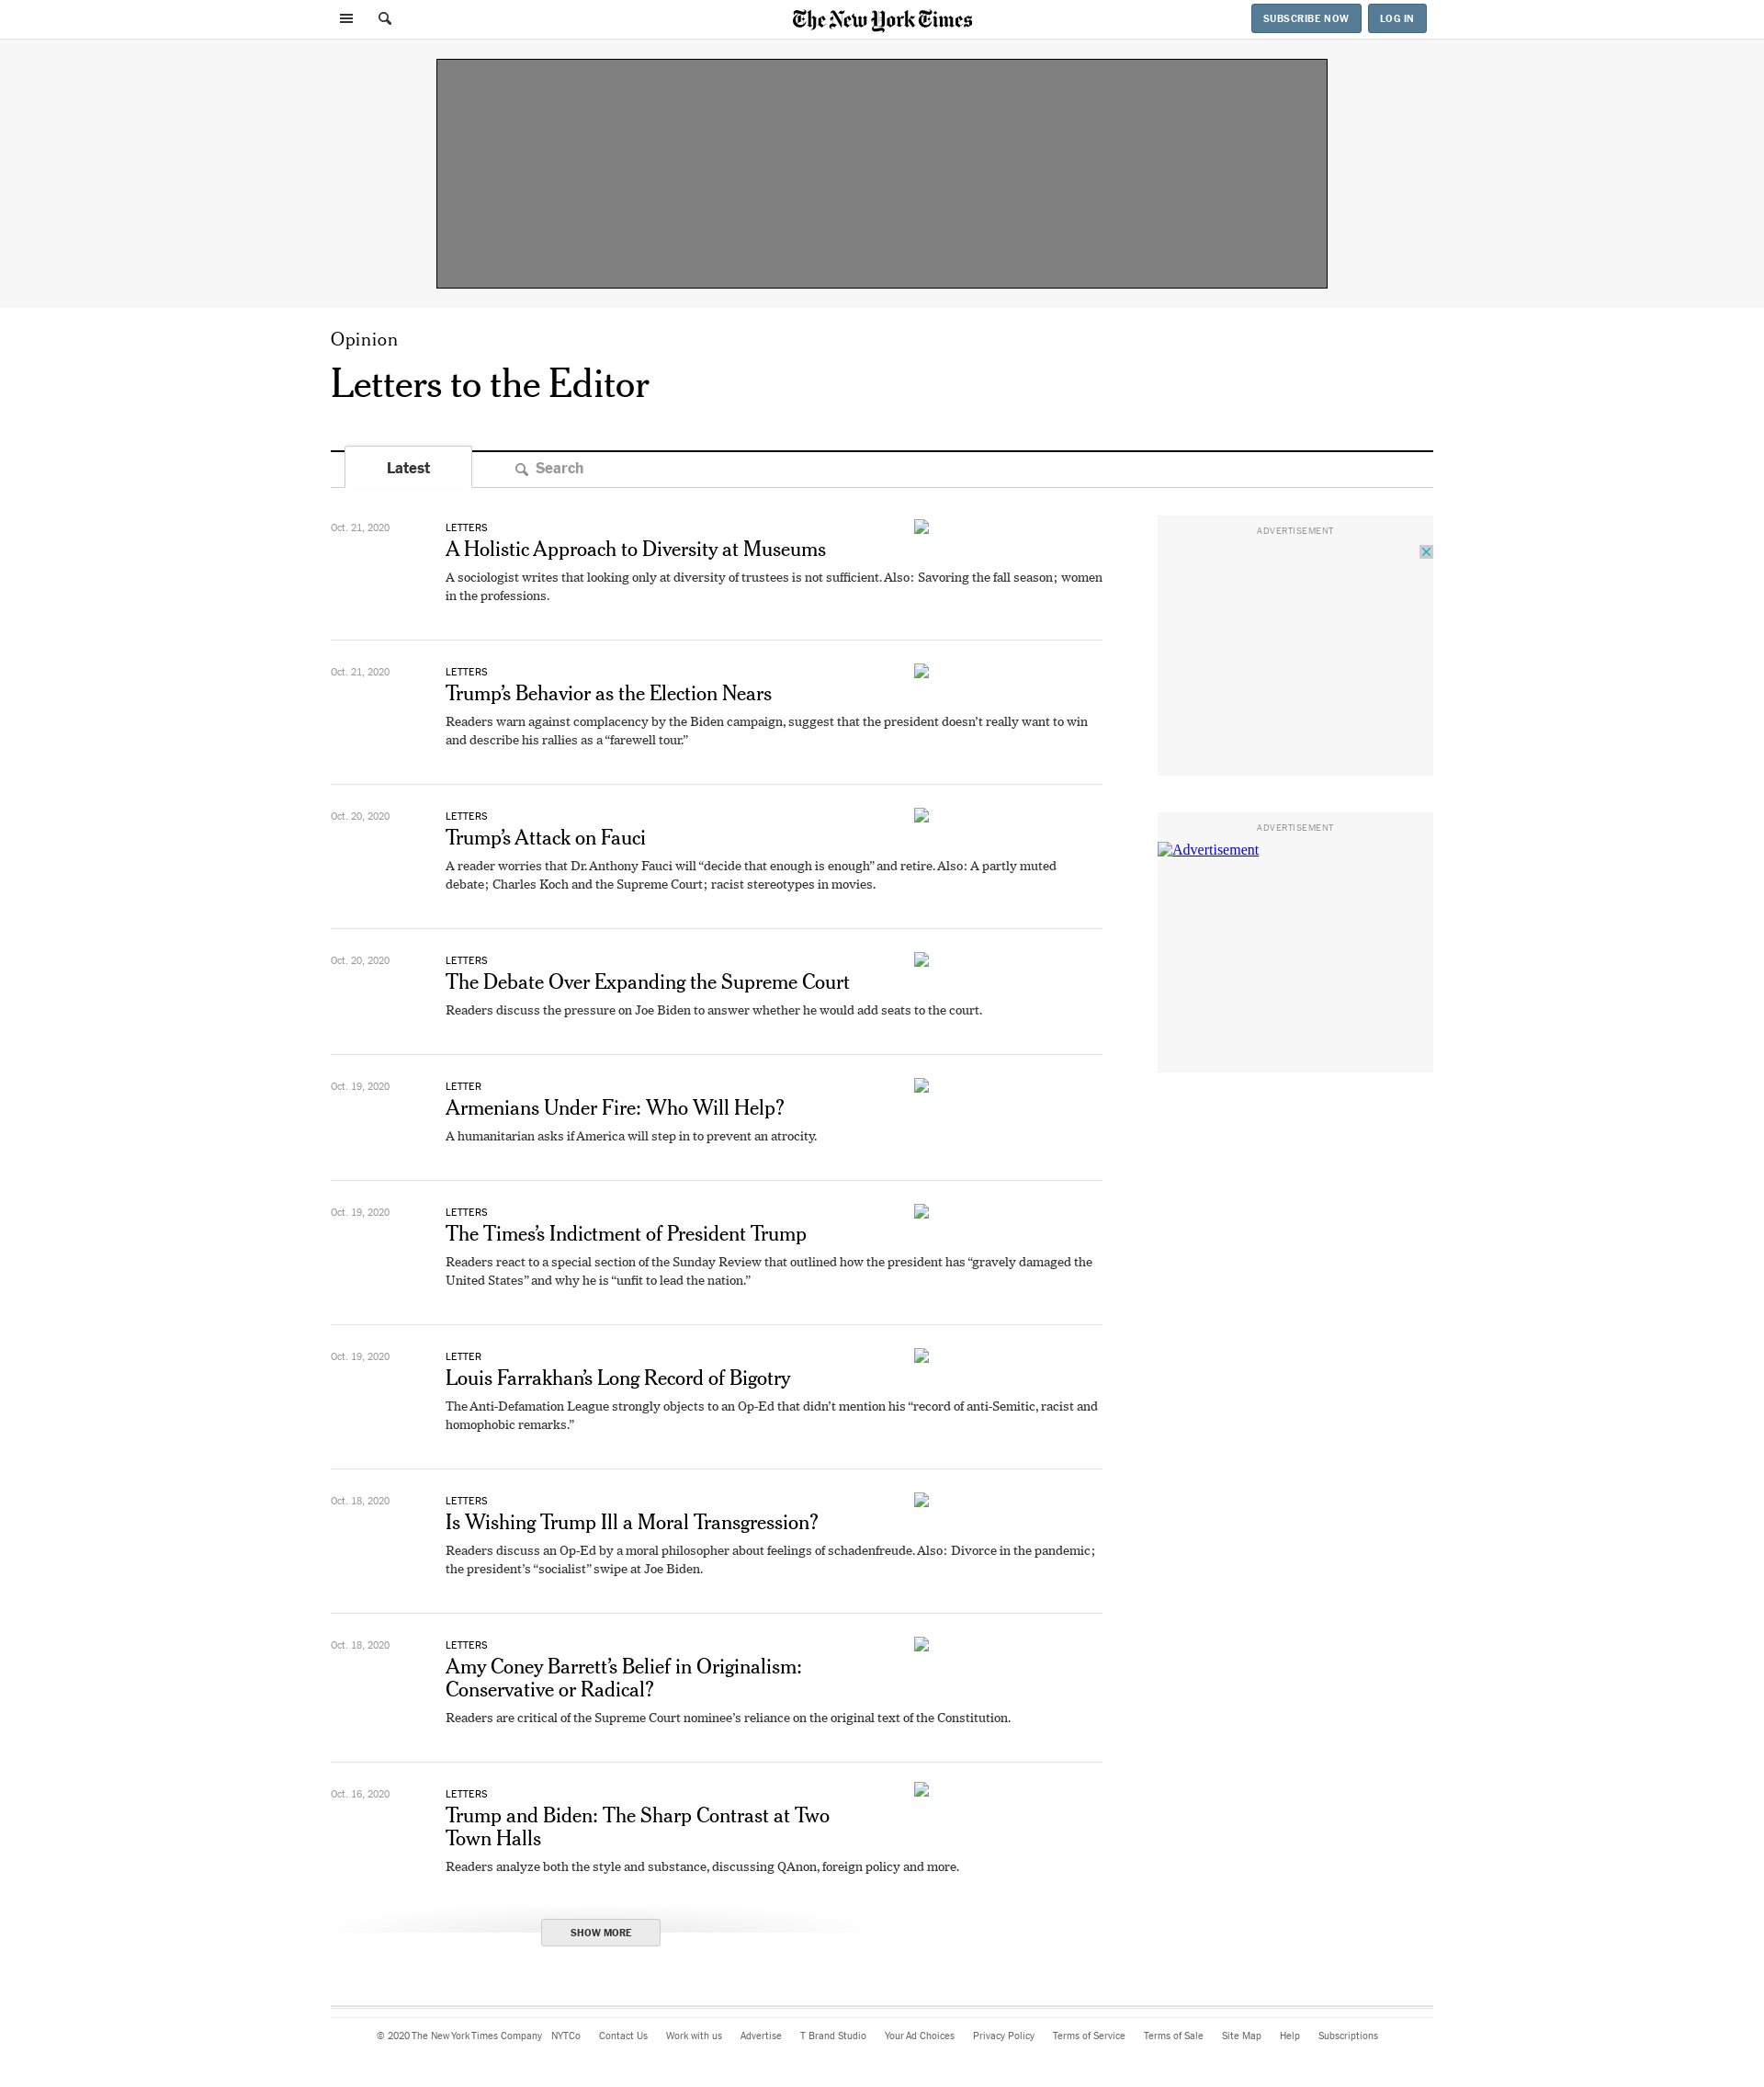 The New York Times
SUBSCRIBE NOW
LOG IN
Opinion
Letters to the Editor
Latest
Search
Oct. 21, 2020
LETTERS
A Holistic Approach to Diversity at Museums
A sociologist writes that looking only at diversity of trustees is not sufficient. Also: Savoring the fall season; women
in the professions.
Oct. 21, 2020
LETTERS
Trump’s Behavior as the Election Nears
Readers warn against complacency by the Biden campaign, suggest that the president doesn’t really want to win
and describe his rallies as a “farewell tour.”
Oct. 20, 2020
LETTERS
Trump’s Attack on Fauci
A reader worries that Dr. Anthony Fauci will “decide that enough is enough” and retire. Also: A partly muted
debate; Charles Koch and the Supreme Court; racist stereotypes in movies.
Oct. 20, 2020
LETTERS
The Debate Over Expanding the Supreme Court
Readers discuss the pressure on Joe Biden to answer whether he would add seats to the court.
Oct. 19, 2020
LETTER
Armenians Under Fire: Who Will Help?
A humanitarian asks if America will step in to prevent an atrocity.
Oct. 19, 2020
LETTERS
The Times’s Indictment of President Trump
Readers react to a special section of the Sunday Review that outlined how the president has “gravely damaged the
United States” and why he is “unfit to lead the nation.”
Oct. 19, 2020
LETTER
Louis Farrakhan’s Long Record of Bigotry
The Anti-Defamation League strongly objects to an Op-Ed that didn’t mention his “record of anti-Semitic, racist and
homophobic remarks.”
Oct. 18, 2020
LETTERS
Is Wishing Trump Ill a Moral Transgression?
Readers discuss an Op-Ed by a moral philosopher about feelings of schadenfreude. Also: Divorce in the pandemic;
the president’s “socialist” swipe at Joe Biden.
Oct. 18, 2020
LETTERS
Amy Coney Barrett’s Belief in Originalism:
Conservative or Radical?
Readers are critical of the Supreme Court nominee’s reliance on the original text of the Constitution.
Oct. 16, 2020
LETTERS
Trump and Biden: The Sharp Contrast at Two
Town Halls
Readers analyze both the style and substance, discussing QAnon, foreign policy and more.
SHOW MORE
ADVERTISEMENT
ADVERTISEMENT
Advertisement
© 2020 The New York Times Company NYTCo Contact Us Work with us Advertise T Brand Studio Your Ad Choices Privacy Policy Terms of Service Terms of Sale Site Map Help Subscriptions